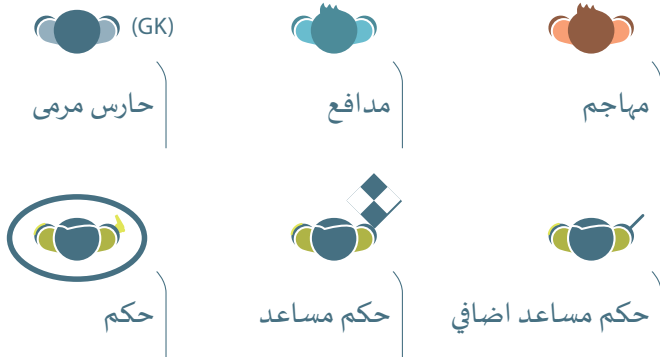 (GK)
مهاجم
مدافع
حارس مرمى
حكم مساعد اضافي
حكم مساعد
حكم